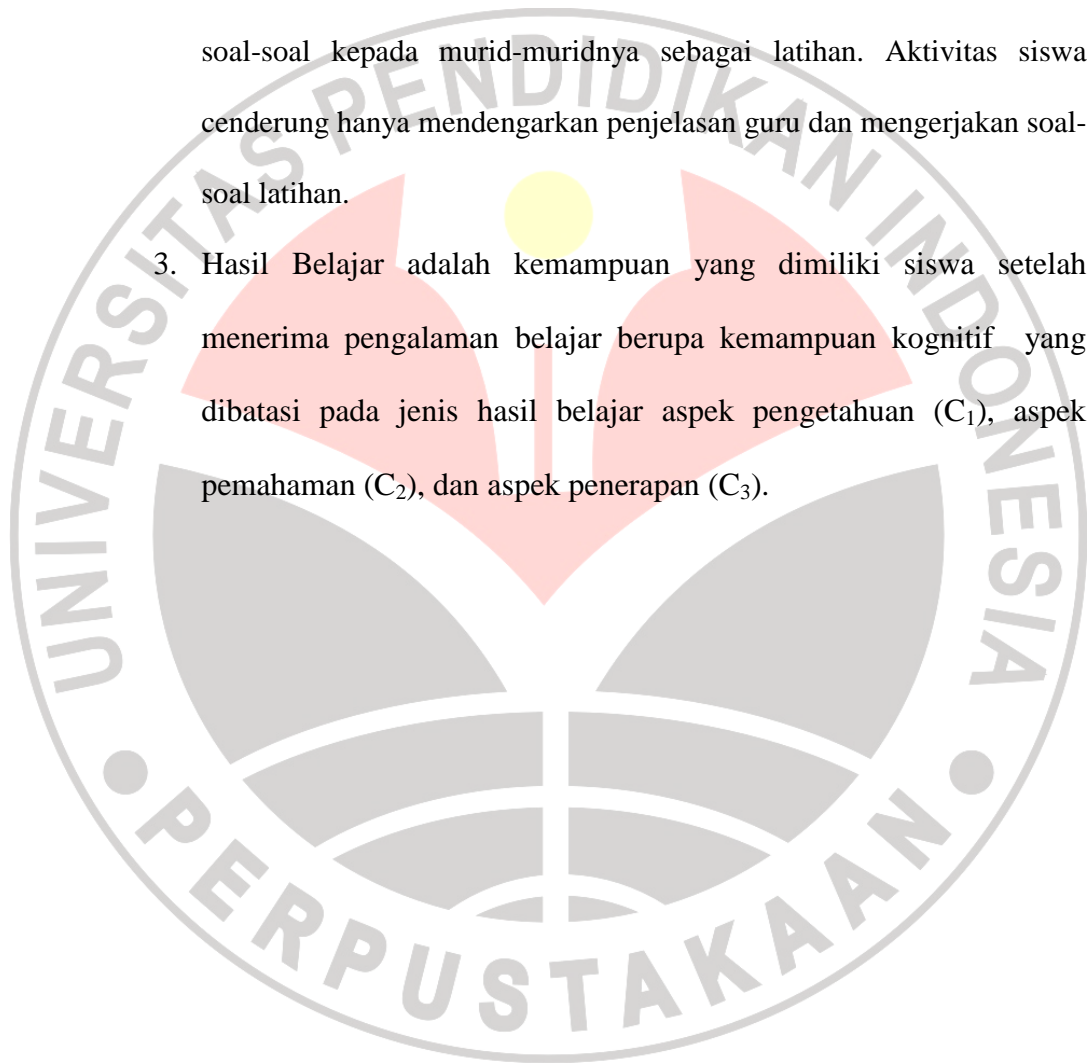 soal-soal kepada murid-muridnya sebagai latihan. Aktivitas siswa
cenderung hanya mendengarkan penjelasan guru dan mengerjakan soal-
soal latihan.
3. Hasil Belajar adalah kemampuan yang dimiliki siswa setelah
menerima pengalaman belajar berupa kemampuan kognitif yang
dibatasi pada jenis hasil belajar aspek pengetahuan (C₁), aspek
pemahaman (C₂), dan aspek penerapan (C₃).
UNIVERSITAS PENDIDIKAN INDONESIA
PERPUSTAKAAN